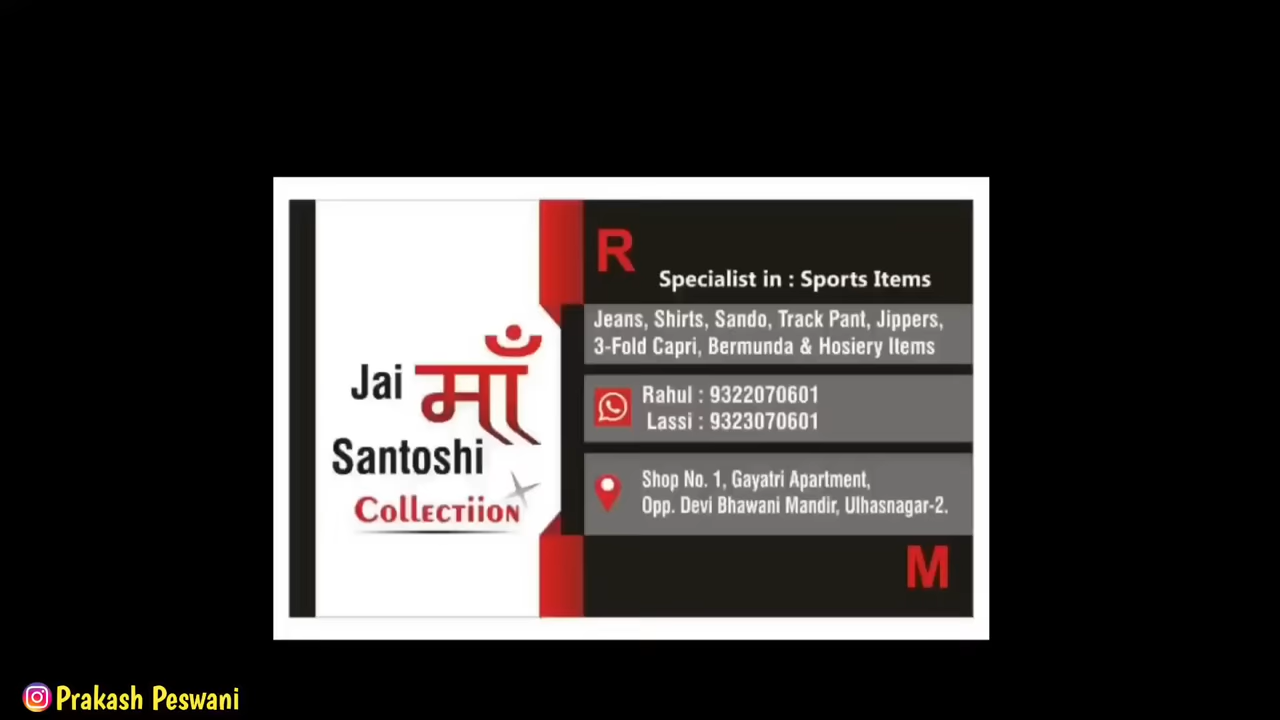 Jai माँ
Santoshi
Collectiion
R
Specialist in : Sports Items
Jeans, Shirts, Sando, Track Pant, Jippers,
3-Fold Capri, Bermunda & Hosiery Items
Rahul : 9322070601
Lassi : 9323070601
Shop No. 1, Gayatri Apartment,
Opp. Devi Bhawani Mandir, Ulhasnagar-2.
M
Prakash Peswani